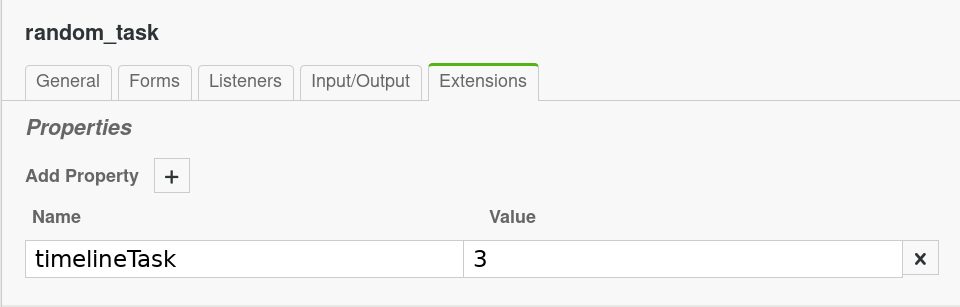 random_task
General Forms Listeners Input/Output Extensions
Properties
Add Property +
Name Value
timelineTask 3 ×